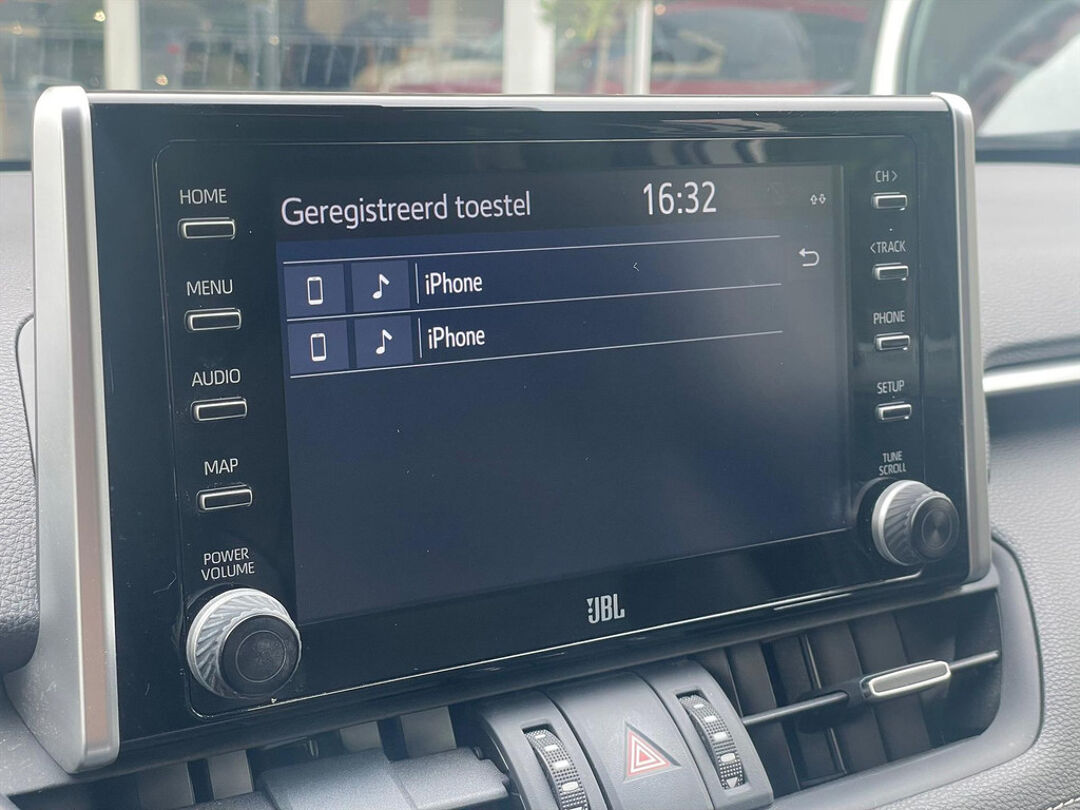 HOME
MENU
AUDIO
MAP
POWER
VOLUME
Geregistreerd toestel
16:32
iPhone
iPhone
JBL
CH>
<TRACK
PHONE
SETUP
TUNE
SCROLL